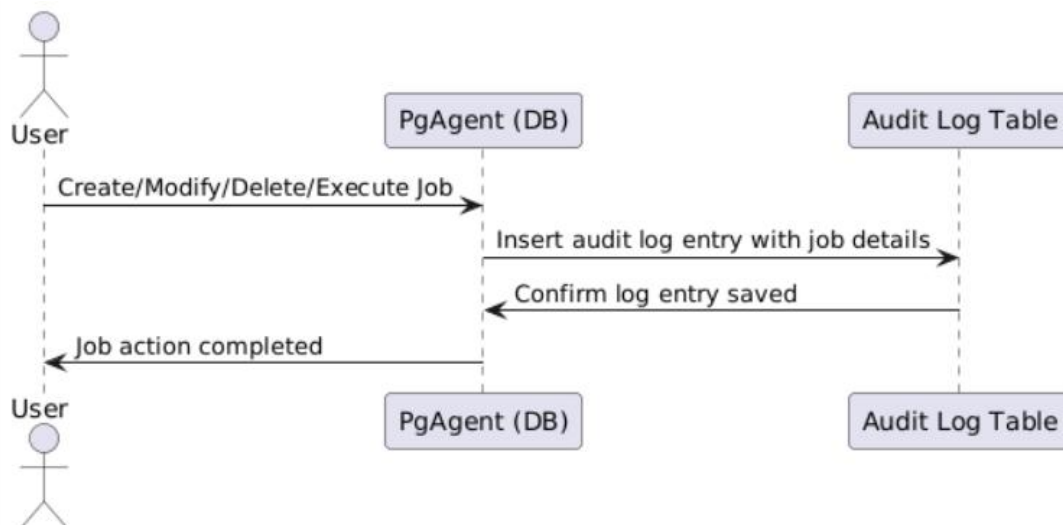 User
PgAgent (DB)
Audit Log Table
Create/Modify/Delete/Execute Job
Insert audit log entry with job details
Confirm log entry saved
Job action completed
User
PgAgent (DB)
Audit Log Table